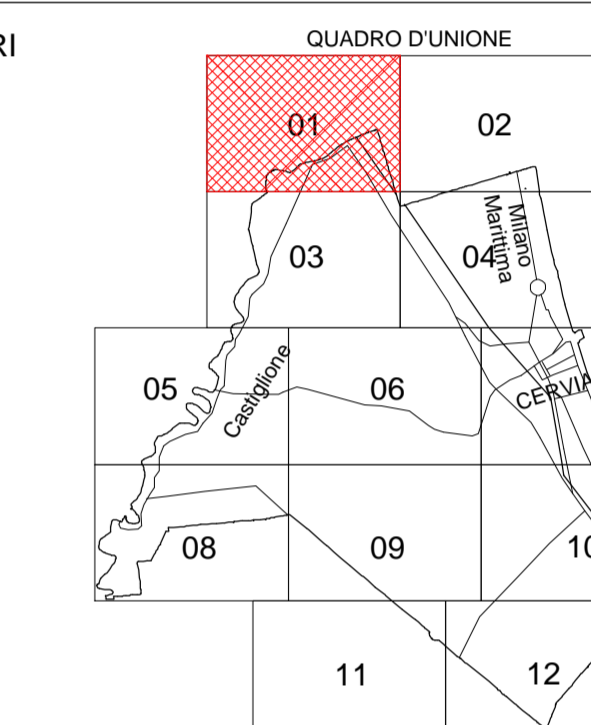 RI
QUADRO D'UNIONE
01
02
03
04
Milano
Marittima
05
Castiglione
06
CERVIA
08
09
10
11
12